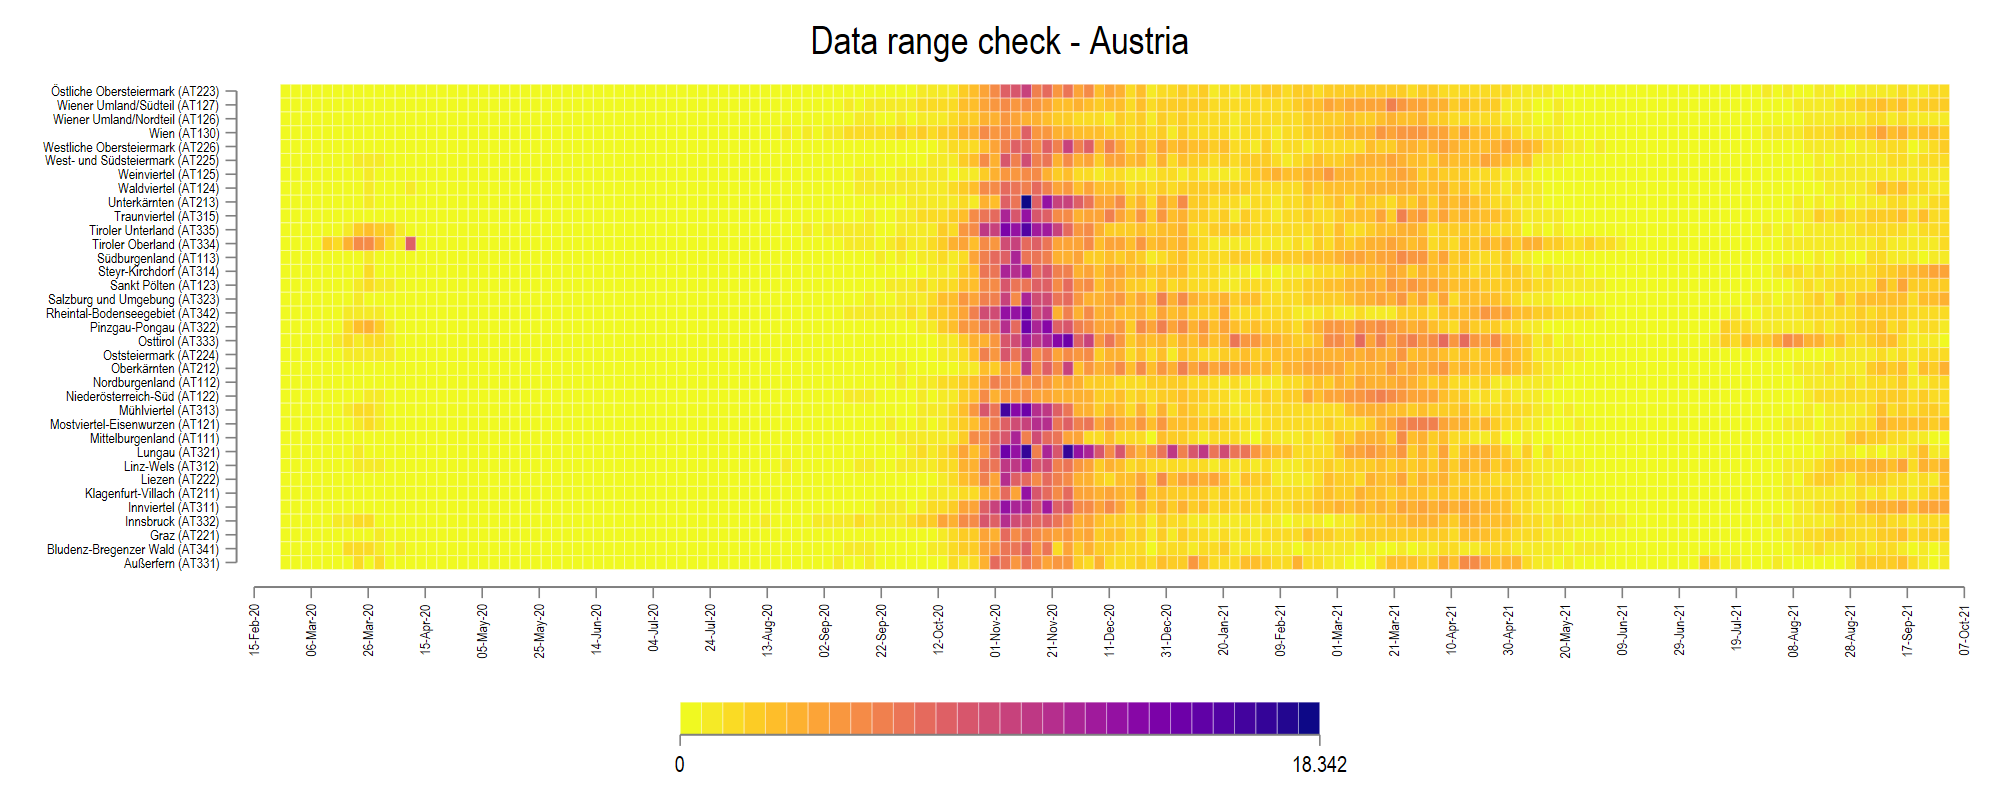 Data range check - Austria
Östliche Obersteiermark (AT223)
Wiener Umland/Südteil (AT127)
Wiener Umland/Nordteil (AT126)
Wien (AT130)
Westliche Obersteiermark (AT226)
West- und Südsteiermark (AT225)
Weinviertel (AT125)
Waldviertel (AT124)
Unterkärnten (AT213)
Traunviertel (AT315)
Tiroler Unterland (AT335)
Tiroler Oberland (AT334)
Südburgenland (AT113)
Steyr-Kirchdorf (AT314)
Sankt Pölten (AT123)
Salzburg und Umgebung (AT323)
Rheintal-Bodenseegebiet (AT342)
Pinzgau-Pongau (AT322)
Osttirol (AT333)
Oststeiermark (AT224)
Oberkärnten (AT212)
Nordburgenland (AT112)
Niederösterreich-Süd (AT122)
Mühlviertel (AT313)
Mostviertel-Eisenwurzen (AT121)
Mittelburgenland (AT111)
Lungau (AT321)
Linz-Wels (AT312)
Liezen (AT222)
Klagenfurt-Villach (AT211)
Innviertel (AT311)
Innsbruck (AT332)
Graz (AT221)
Bludenz-Bregenzer Wald (AT341)
Außerfern (AT331)
15-Feb-20
06-Mar-20
26-Mar-20
15-Apr-20
05-May-20
25-May-20
14-Jun-20
04-Jul-20
24-Jul-20
13-Aug-20
02-Sep-20
22-Sep-20
12-Oct-20
01-Nov-20
21-Nov-20
11-Dec-20
31-Dec-20
20-Jan-21
09-Feb-21
01-Mar-21
21-Mar-21
10-Apr-21
30-Apr-21
20-May-21
09-Jun-21
29-Jun-21
19-Jul-21
08-Aug-21
28-Aug-21
17-Sep-21
07-Oct-21
0
18.342